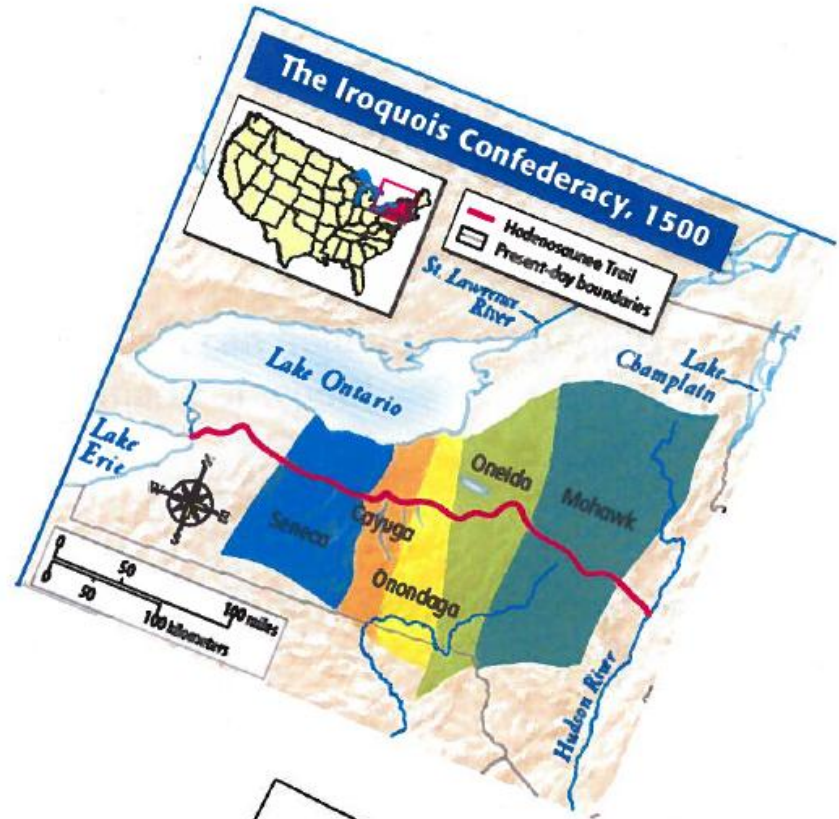 The Iroquois Confederacy, 1500
Hodenosaunee Trail
Present-day boundaries
St. Lawrence
River
Lake Ontario
Lake
Champlain
Lake
Erie
N
W
E
S
Seneca
Cayuga
Onondaga
Oneida
Mohawk
Hudson River
0
50
100 miles
0
50
100 kilometers